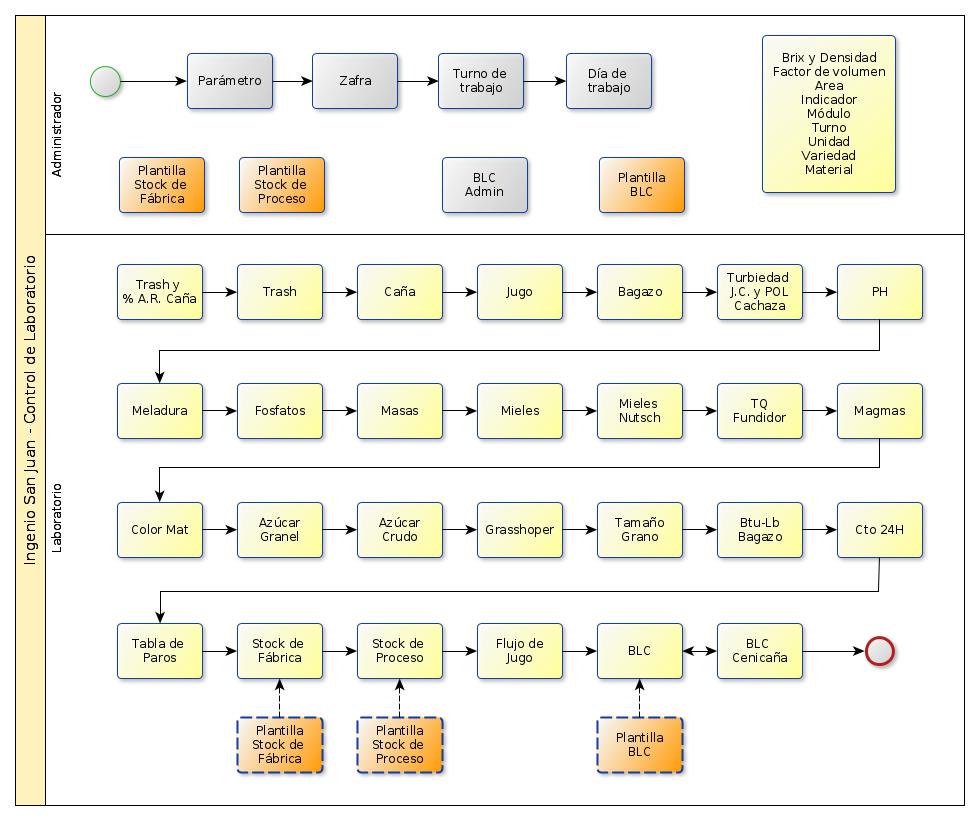 Ingenio San Juan - Control de Laboratorio
Administrador
Parámetro
Zafra
Turno de
trabajo
Día de
trabajo
Brix y Densidad
Factor de volumen
Area
Indicador
Módulo
Turno
Unidad
Variedad
Material
Plantilla
Stock de
Fábrica
Plantilla
Stock de
Proceso
BLC
Admin
Plantilla
BLC
Laboratorio
Trash y
% A.R. Caña
Trash
Caña
Jugo
Bagazo
Turbiedad
J.C. y POL
Cachaza
PH
Meladura
Fosfatos
Masas
Mieles
Mieles
Nutsch
TQ
Fundidor
Magmas
Color Mat
Azúcar
Granel
Azúcar
Crudo
Grasshoper
Tamaño
Grano
Btu-Lb
Bagazo
Cto 24H
Tabla de
Paros
Stock de
Fábrica
Stock de
Proceso
Flujo de
Jugo
BLC
BLC
Cenicaña
Plantilla
Stock de
Fábrica
Plantilla
Stock de
Proceso
Plantilla
BLC